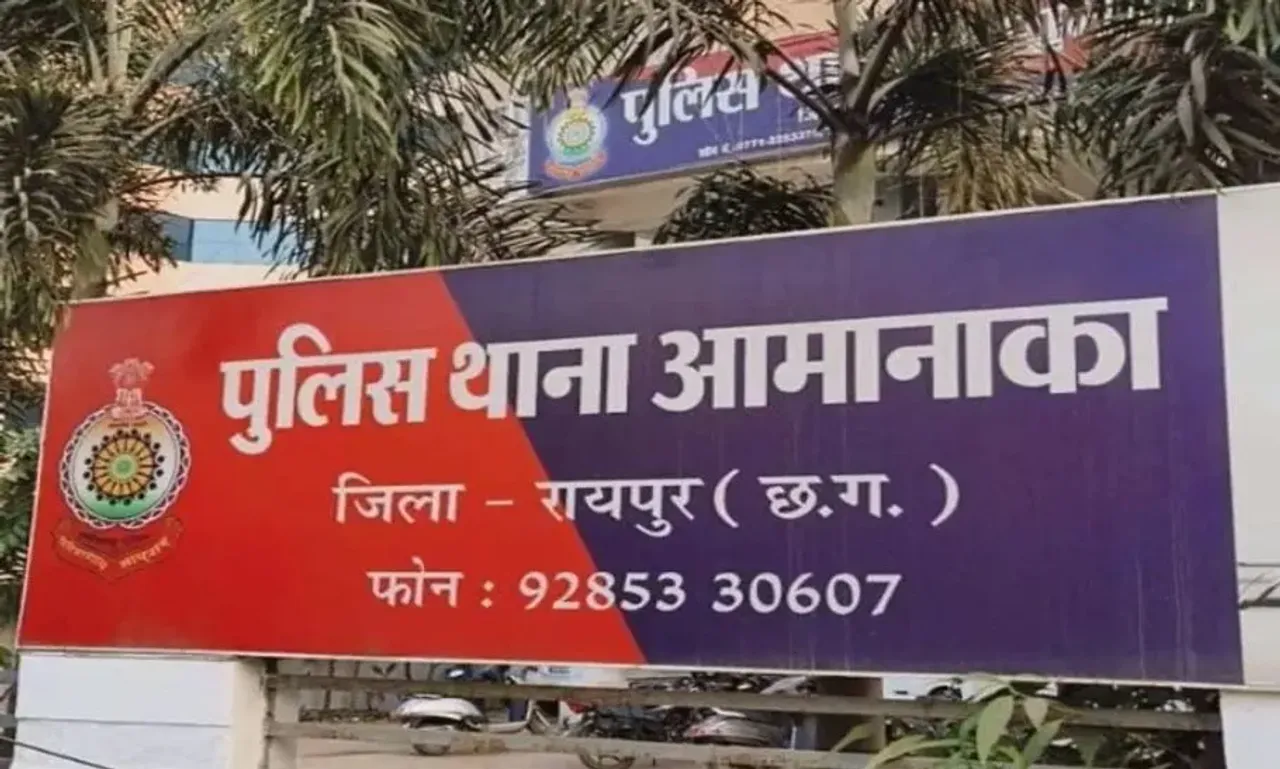 पुलिस
पुलिस थाना आमानाका
जिला - रायपुर ( छ.ग. )
फोन : 92853 30607